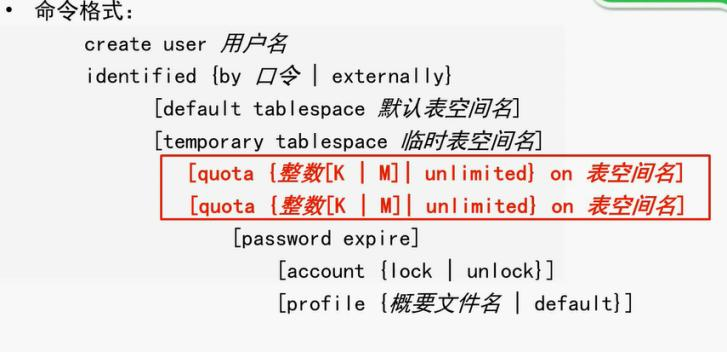 • 命令格式：
create user 用户名
identified {by 口令 | externally}
[default tablespace 默认表空间名]
[temporary tablespace 临时表空间名]
[quota {整数[K | M]| unlimited} on 表空间名]
[quota {整数[K | M]| unlimited} on 表空间名]
[password expire]
[account {lock | unlock}]
[profile {概要文件名 | default}]